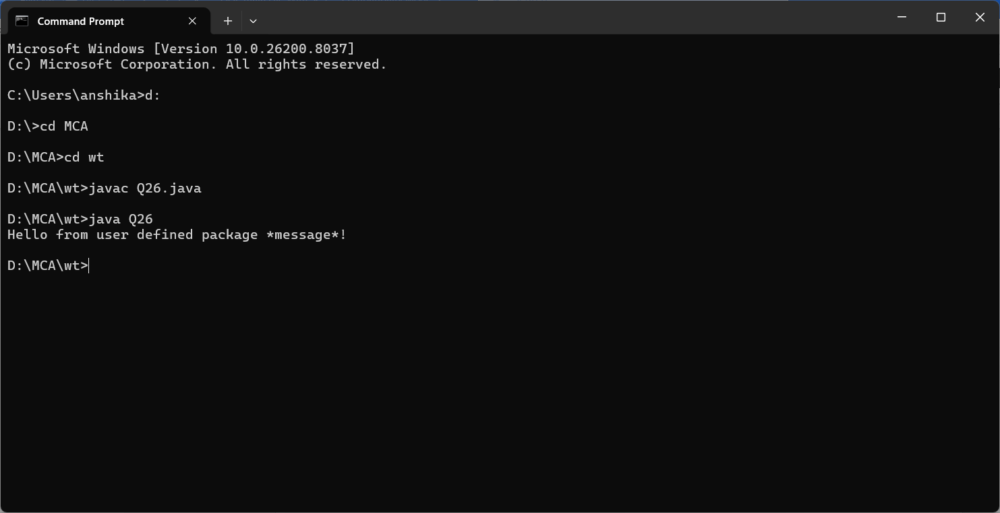 Command Prompt
Microsoft Windows [Version 10.0.26200.8037]
(c) Microsoft Corporation. All rights reserved.
C:\Users\anshika>d:
D:\>cd MCA
D:\MCA>cd wt
D:\MCA\wt>javac Q26.java
D:\MCA\wt>java Q26
Hello from user defined package *message*!
D:\MCA\wt>